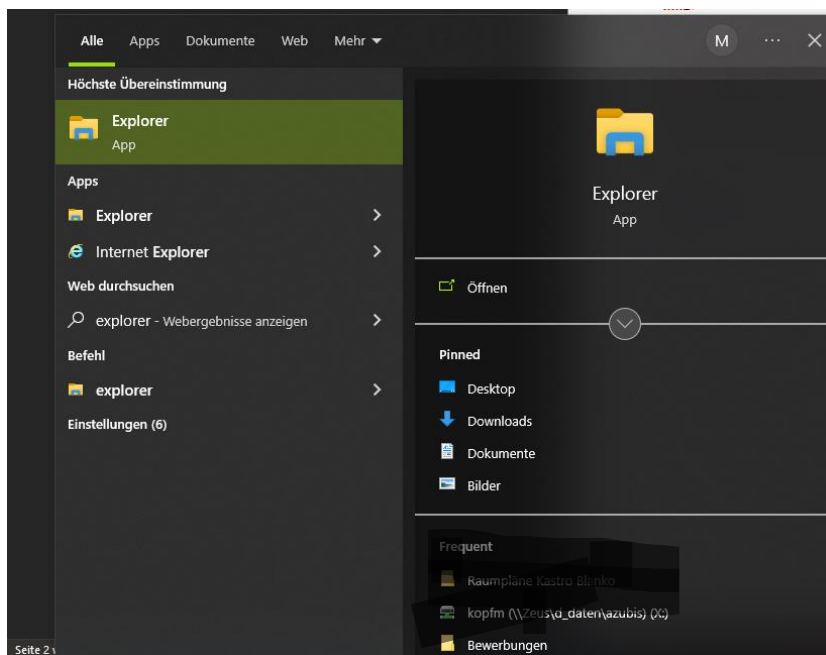 Alle Apps Dokumente Web Mehr
M
Höchste Übereinstimmung
Explorer
App
Apps
Explorer
Internet Explorer
Web durchsuchen
explorer - Webergebnisse anzeigen
Befehl
explorer
Einstellungen (6)
Explorer
App
Öffnen
Pinned
Desktop
Downloads
Dokumente
Bilder
Frequent
Raumpläne Kastro Blanko
kopfm (\\Zeus\d_daten\azubis) (X:)
Bewerbungen
Seite 2